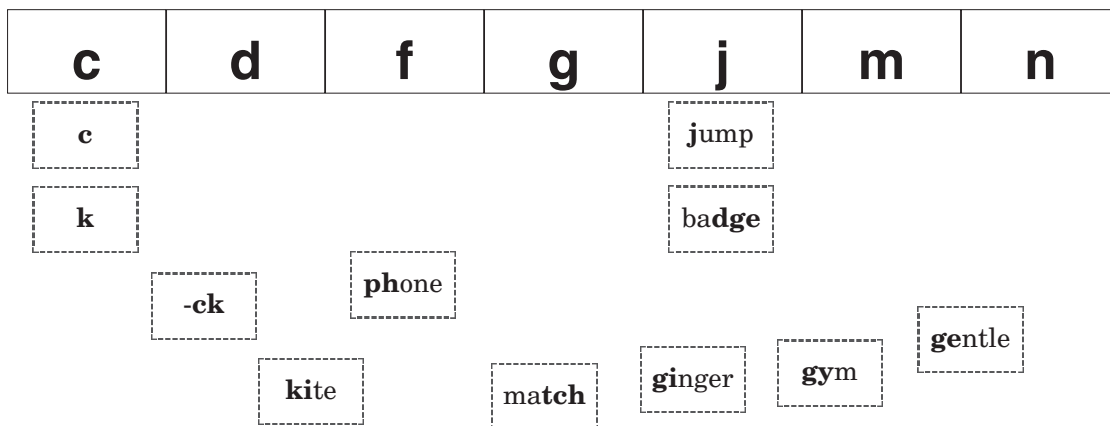 c d f g j m n
c jump
k badge
phone
-ck
gentle
gym
ginger
kite
match